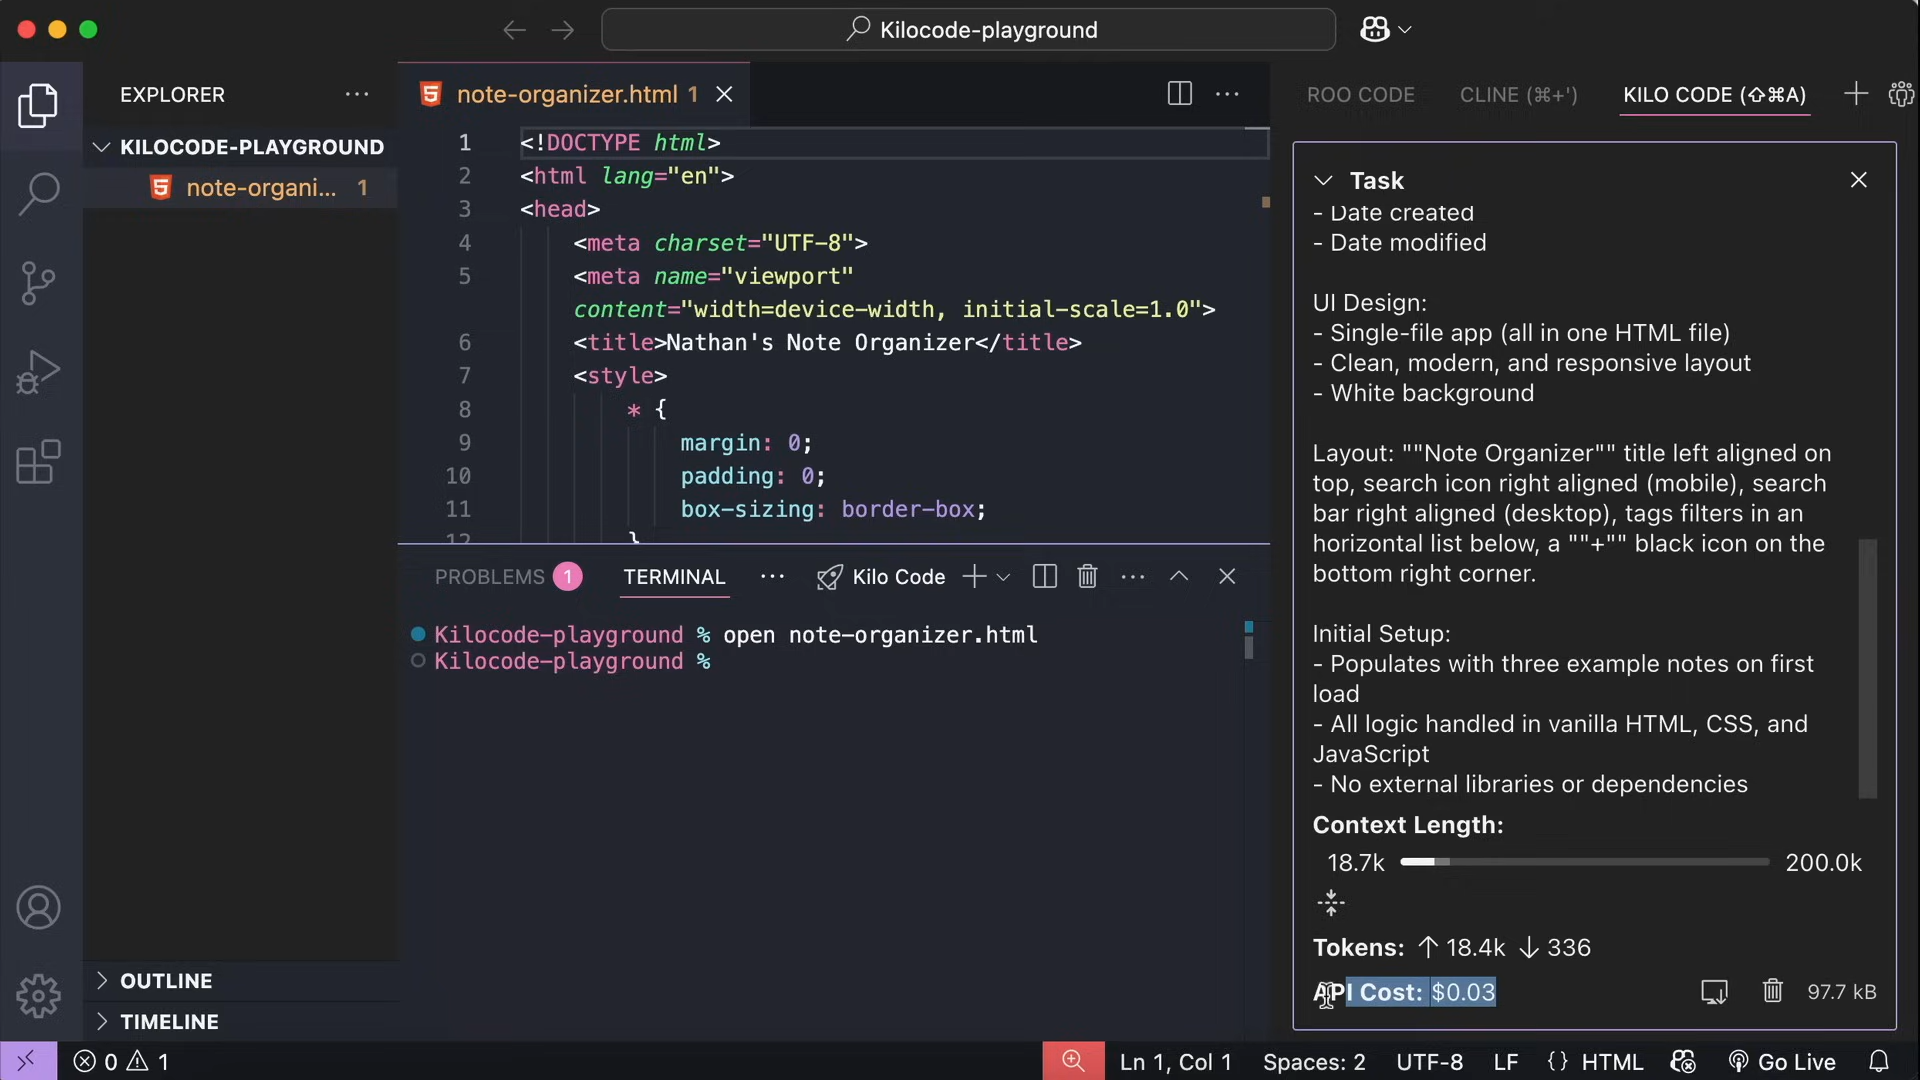 Kilocode-playground
EXPLORER
KILOCODE-PLAYGROUND
note-organi... 1
OUTLINE
TIMELINE
note-organizer.html 1
1 <!DOCTYPE html>
2 <html lang="en">
3 <head>
4 <meta charset="UTF-8">
5 <meta name="viewport"
content="width=device-width, initial-scale=1.0">
6 <title>Nathan's Note Organizer</title>
7 <style>
8 * {
9 margin: 0;
10 padding: 0;
11 box-sizing: border-box;
12 }
PROBLEMS 1 TERMINAL Kilo Code
Kilocode-playground % open note-organizer.html
Kilocode-playground %
ROO CODE CLINE (⌘+') KILO CODE (⇧⌘A)
Task
- Date created
- Date modified
UI Design:
- Single-file app (all in one HTML file)
- Clean, modern, and responsive layout
- White background
Layout: ""Note Organizer"" title left aligned on
top, search icon right aligned (mobile), search
bar right aligned (desktop), tags filters in an
horizontal list below, a ""+"" black icon on the
bottom right corner.
Initial Setup:
- Populates with three example notes on first
load
- All logic handled in vanilla HTML, CSS, and
JavaScript
- No external libraries or dependencies
Context Length:
18.7k 200.0k
Tokens: ↑ 18.4k ↓ 336
API Cost: $0.03 97.7 kB
0 1 Ln 1, Col 1 Spaces: 2 UTF-8 LF {} HTML Go Live